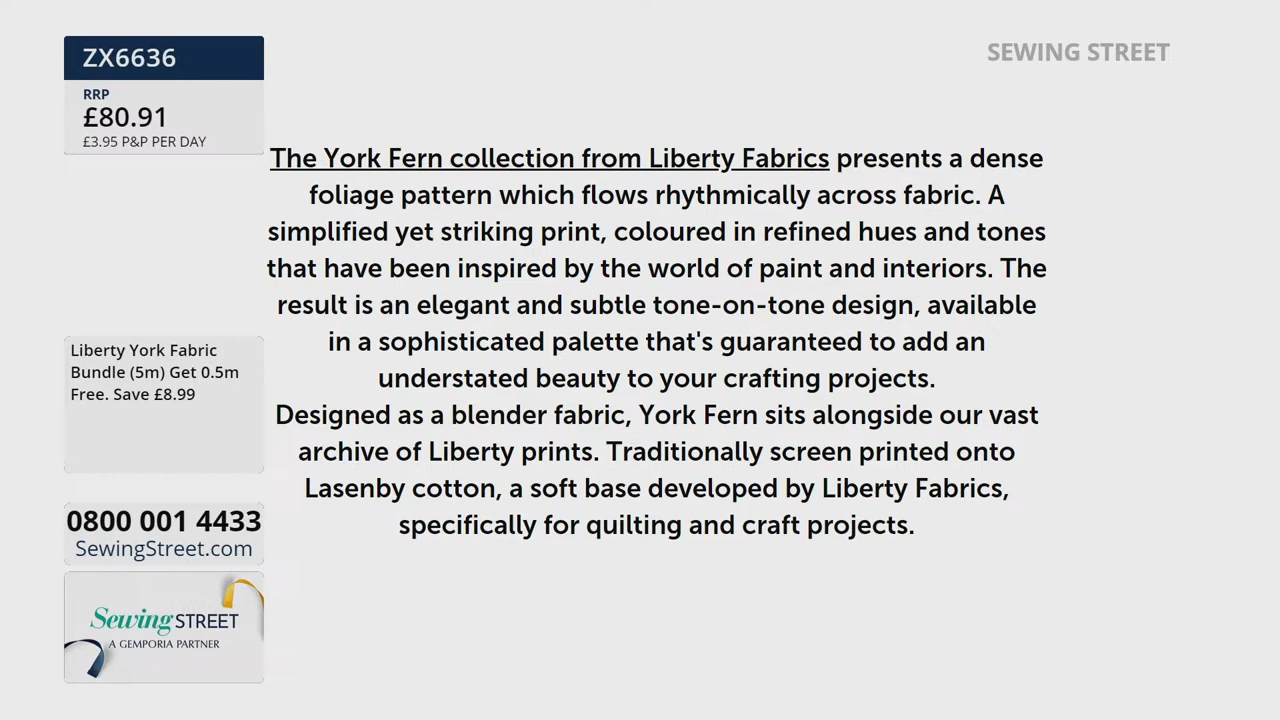 ZX6636
RRP
£80.91
£3.95 P&P PER DAY
SEWING STREET
The York Fern collection from Liberty Fabrics presents a dense
foliage pattern which flows rhythmically across fabric. A
simplified yet striking print, coloured in refined hues and tones
that have been inspired by the world of paint and interiors. The
result is an elegant and subtle tone-on-tone design, available
in a sophisticated palette that's guaranteed to add an
understated beauty to your crafting projects.
Designed as a blender fabric, York Fern sits alongside our vast
archive of Liberty prints. Traditionally screen printed onto
Lasenby cotton, a soft base developed by Liberty Fabrics,
specifically for quilting and craft projects.
Liberty York Fabric
Bundle (5m) Get 0.5m
Free. Save £8.99
0800 001 4433
SewingStreet.com
Sewing STREET
A GEMPORIA PARTNER